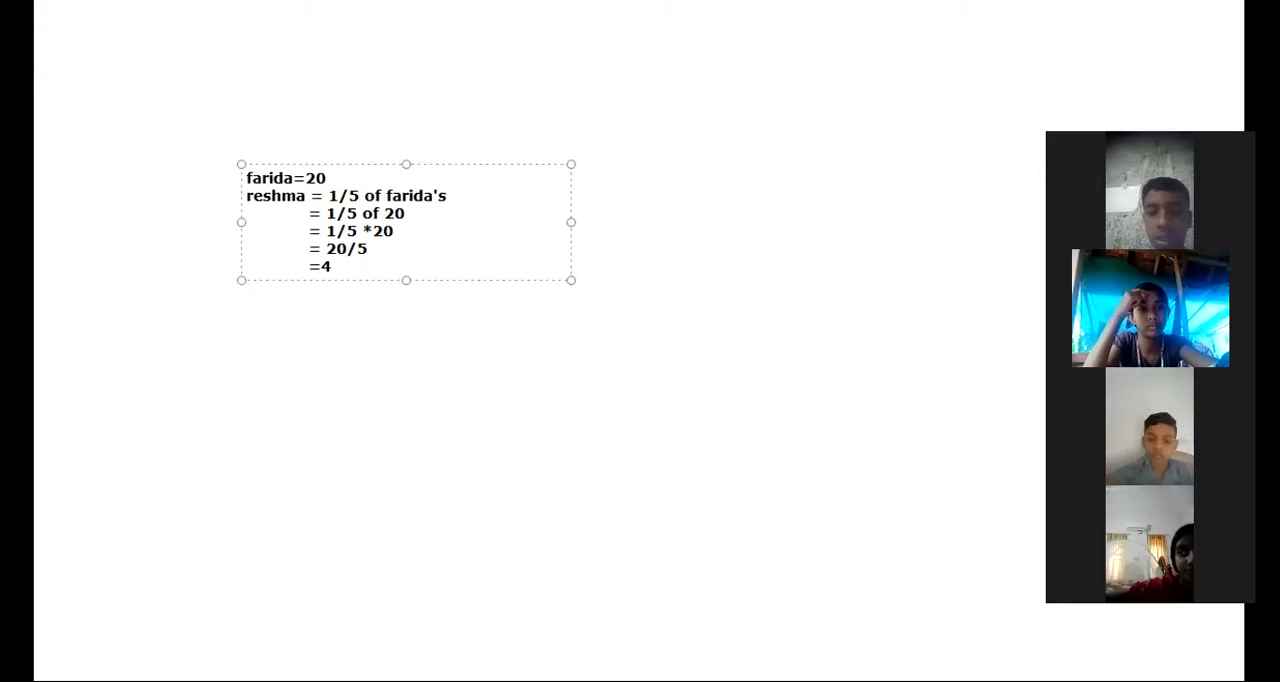 farida=20
reshma = 1/5 of farida's
= 1/5 of 20
= 1/5 *20
= 20/5
=4